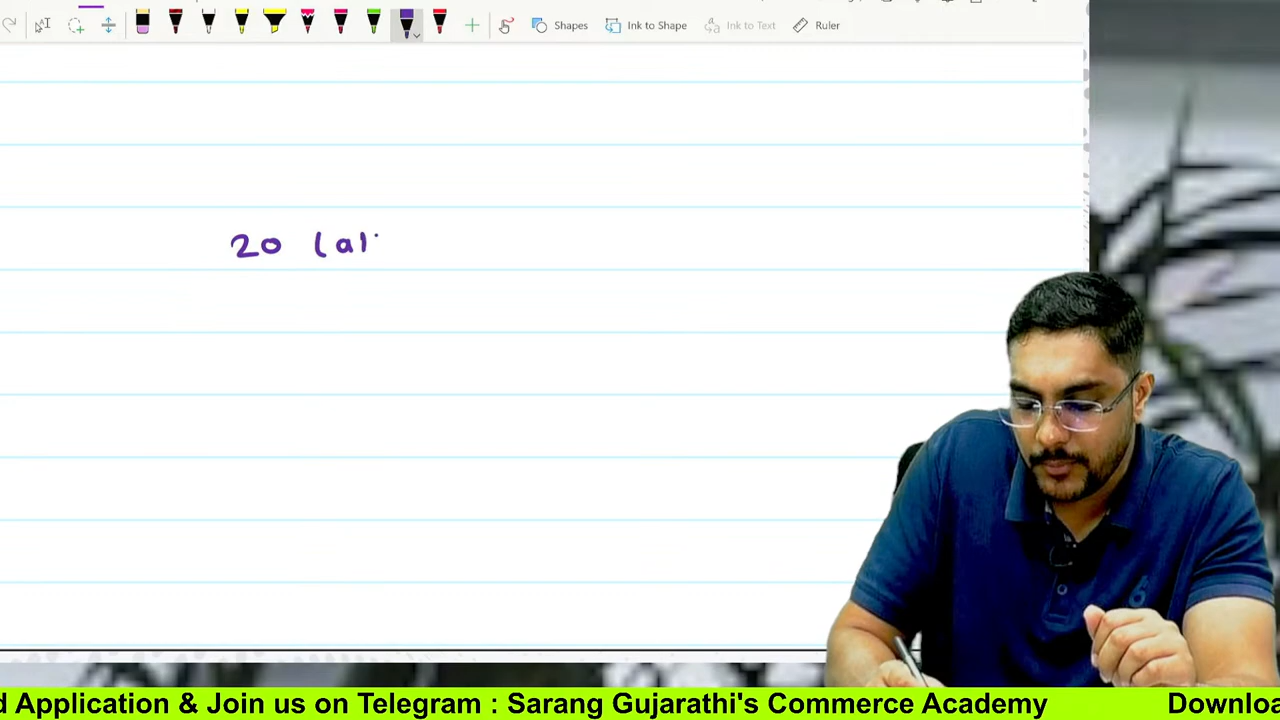 Shapes Ink to Shape Ink to Text Ruler
20
d Application & Join us on Telegram : Sarang Gujarathi's Commerce Academy Downloa